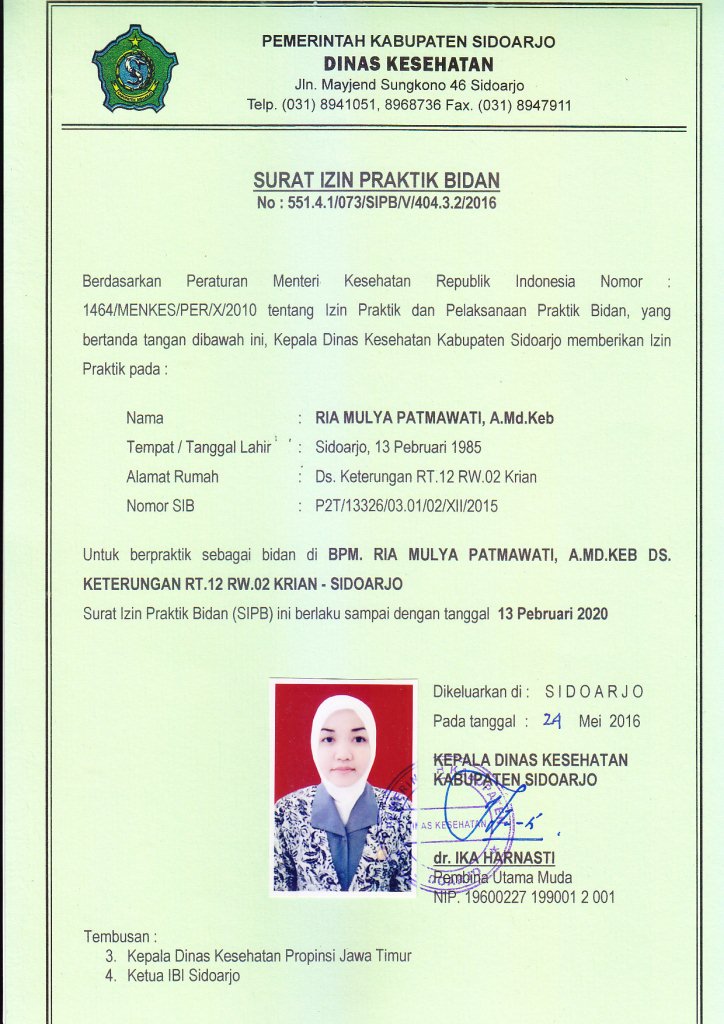 PEMERINTAH KABUPATEN SIDOARJO
DINAS KESEHATAN
Jln. Mayjend Sungkono 46 Sidoarjo
Telp. (031) 8941051, 8968736 Fax. (031) 8947911
SURAT IZIN PRAKTIK BIDAN
No : 551.4.1/073/SIPB/V/404.3.2/2016
Berdasarkan Peraturan Menteri Kesehatan Republik Indonesia Nomor :
1464/MENKES/PER/X/2010 tentang Izin Praktik dan Pelaksanaan Praktik Bidan, yang
bertanda tangan dibawah ini, Kepala Dinas Kesehatan Kabupaten Sidoarjo memberikan Izin
Praktik pada :
Nama : RIA MULYA PATMAWATI, A.Md.Keb
Tempat / Tanggal Lahir : Sidoarjo, 13 Pebruari 1985
Alamat Rumah : Ds. Keterungan RT.12 RW.02 Krian
Nomor SIB : P2T/13326/03.01/02/XII/2015
Untuk berpraktik sebagai bidan di BPM. RIA MULYA PATMAWATI, A.MD.KEB DS.
KETERUNGAN RT.12 RW.02 KRIAN - SIDOARJO
Surat Izin Praktik Bidan (SIPB) ini berlaku sampai dengan tanggal 13 Pebruari 2020
Dikeluarkan di : S I D O A R J O
Pada tanggal : 24 Mei 2016
KEPALA DINAS KESEHATAN
KABUPATEN SIDOARJO
dr. IKA HARNASTI
Pembina Utama Muda
NIP. 19600227 199001 2 001
Tembusan :
3. Kepala Dinas Kesehatan Propinsi Jawa Timur
4. Ketua IBI Sidoarjo